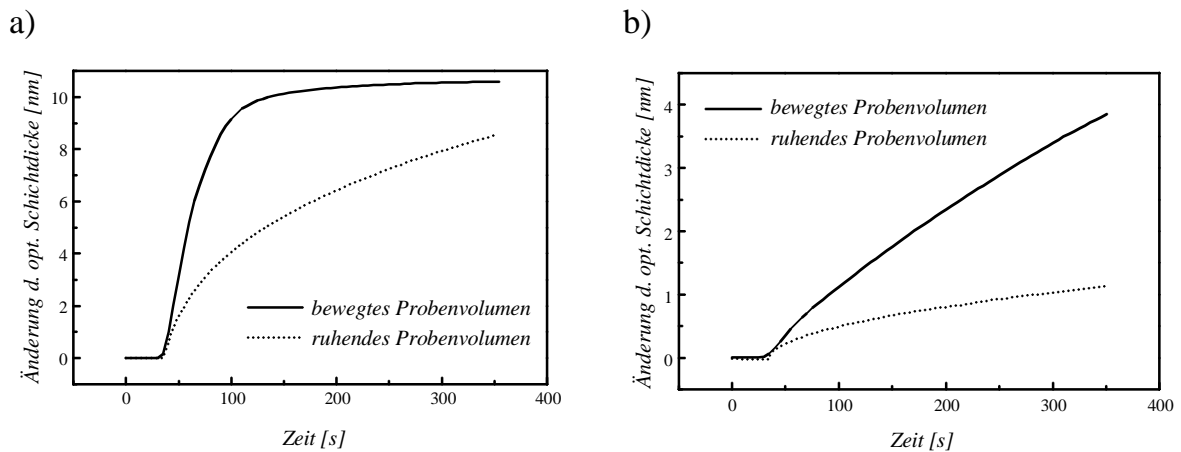 a)
Änderung d. opt. Schichtdicke [nm]
10
8
6
4
2
0
bewegtes Probenvolumen
ruhendes Probenvolumen
0
100
200
300
400
Zeit [s]
b)
Änderung d. opt. Schichtdicke [nm]
4
3
2
1
0
bewegtes Probenvolumen
ruhendes Probenvolumen
0
100
200
300
400
Zeit [s]